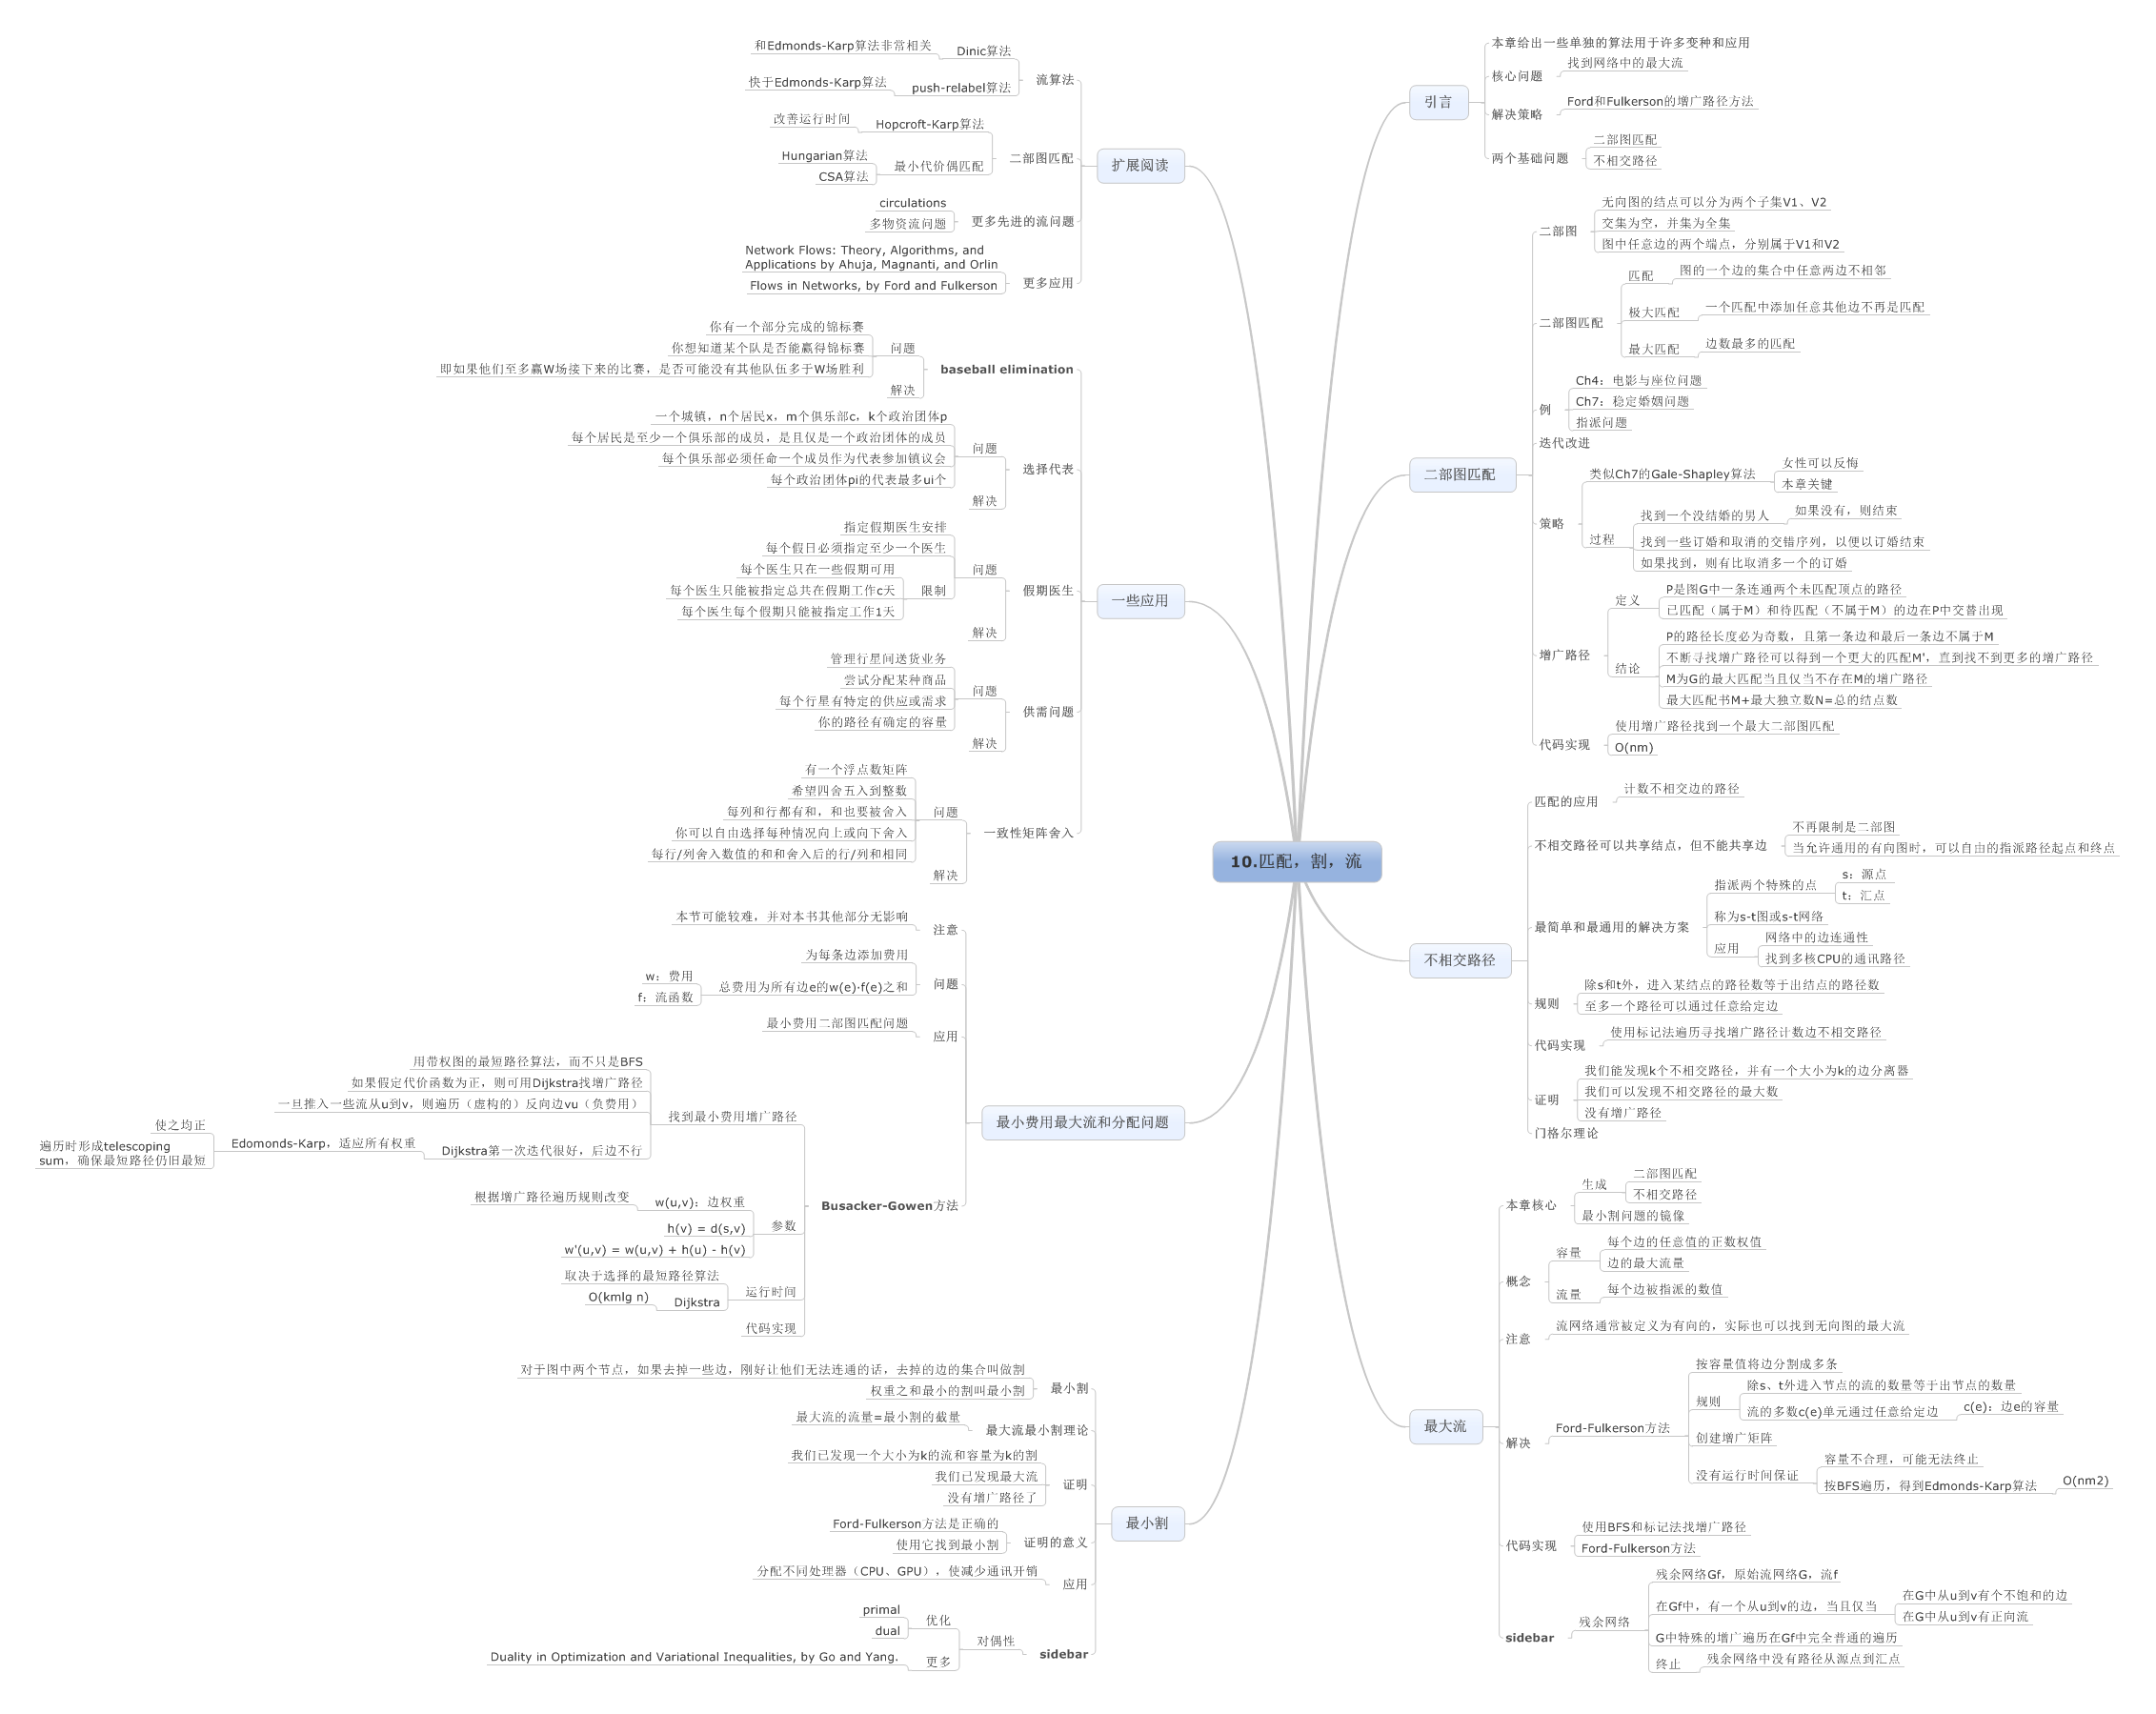 10.匹配，割，流
引言
本章给出一些单独的算法用于许多变种和应用
核心问题
找到网络中的最大流
解决策略
Ford和Fulkerson的增广路径方法
两个基础问题
二部图匹配
不相交路径
二部图匹配
二部图
无向图的结点可以分为两个子集V1、V2
交集为空，并集为全集
图中任意边的两个端点，分别属于V1和V2
二部图匹配
匹配
图的一个边的集合中任意两边不相邻
极大匹配
一个匹配中添加任意其他边不再是匹配
最大匹配
边数最多的匹配
例
Ch4：电影与座位问题
Ch7：稳定婚姻问题
指派问题
迭代改进
策略
类似Ch7的Gale-Shapley算法
女性可以反悔
本章关键
过程
找到一个没结婚的男人
如果没有，则结束
找到一些订婚和取消的交错序列，以便以订婚结束
如果找到，则有比取消多一个的订婚
增广路径
定义
P是图G中一条连通两个未匹配顶点的路径
已匹配（属于M）和待匹配（不属于M）的边在P中交替出现
结论
P的路径长度必为奇数，且第一条边和最后一条边不属于M
不断寻找增广路径可以得到一个更大的匹配M'，直到找不到更多的增广路径
M为G的最大匹配当且仅当不存在M的增广路径
最大匹配书M+最大独立数N=总的结点数
代码实现
使用增广路径找到一个最大二部图匹配
O(nm)
不相交路径
匹配的应用
计数不相交边的路径
不相交路径可以共享结点，但不能共享边
不再限制是二部图
当允许通用的有向图时，可以自由的指派路径起点和终点
最简单和最通用的解决方案
指派两个特殊的点
s：源点
t：汇点
称为s-t图或s-t网络
应用
网络中的边连通性
找到多核CPU的通讯路径
规则
除s和t外，进入某结点的路径数等于出结点的路径数
至多一个路径可以通过任意给定边
代码实现
使用标记法遍历寻找增广路径计数边不相交路径
证明
我们能发现k个不相交路径，并有一个大小为k的边分离器
我们可以发现不相交路径的最大数
没有增广路径
门格尔理论
最大流
本章核心
生成
二部图匹配
不相交路径
最小割问题的镜像
概念
容量
每个边的任意值的正数权值
边的最大流量
流量
每个边被指派的数值
注意
流网络通常被定义为有向的，实际也可以找到无向图的最大流
解决
Ford-Fulkerson方法
按容量值将边分割成多条
规则
除s、t外进入节点的流的数量等于出节点的数量
流的多数c(e)单元通过任意给定边
c(e)：边e的容量
创建增广矩阵
没有运行时间保证
容量不合理，可能无法终止
按BFS遍历，得到Edmonds-Karp算法
O(nm2)
代码实现
使用BFS和标记法找增广路径
Ford-Fulkerson方法
sidebar
残余网络
残余网络Gf，原始流网络G，流f
在Gf中，有一个从u到v的边，当且仅当
在G中从u到v有个不饱和的边
在G中从u到v有正向流
G中特殊的增广遍历在Gf中完全普通的遍历
终止
残余网络中没有路径从源点到汇点
扩展阅读
流算法
Dinic算法
和Edmonds-Karp算法非常相关
push-relabel算法
快于Edmonds-Karp算法
二部图匹配
Hopcroft-Karp算法
改善运行时间
最小代价偶匹配
Hungarian算法
CSA算法
更多先进的流问题
circulations
多物资流问题
更多应用
Network Flows: Theory, Algorithms, and
Applications by Ahuja, Magnanti, and Orlin
Flows in Networks, by Ford and Fulkerson
一些应用
baseball elimination
问题
你有一个部分完成的锦标赛
你想知道某个队是否能赢得锦标赛
即如果他们至多赢W场接下来的比赛，是否可能没有其他队伍多于W场胜利
解决
选择代表
问题
一个城镇，n个居民x，m个俱乐部c，k个政治团体p
每个居民是至少一个俱乐部的成员，是且仅是一个政治团体的成员
每个俱乐部必须任命一个成员作为代表参加镇议会
每个政治团体pi的代表最多ui个
解决
假期医生
问题
指定假期医生安排
每个假日必须指定至少一个医生
限制
每个医生只在一些假期可用
每个医生只能被指定总共在假期工作c天
每个医生每个假期只能被指定工作1天
解决
供需问题
问题
管理行星间送货业务
尝试分配某种商品
每个行星有特定的供应或需求
你的路径有确定的容量
解决
一致性矩阵舍入
问题
有一个浮点数矩阵
希望四舍五入到整数
每列和行都有和，和也要被舍入
你可以自由选择每种情况向上或向下舍入
每行/列舍入数值的和和舍入后的行/列和相同
解决
最小费用最大流和分配问题
注意
本节可能较难，并对本书其他部分无影响
问题
为每条边添加费用
总费用为所有边e的w(e)·f(e)之和
w：费用
f：流函数
应用
最小费用二部图匹配问题
Busacker-Gowen方法
找到最小费用增广路径
用带权图的最短路径算法，而不只是BFS
如果假定代价函数为正，则可用Dijkstra找增广路径
一旦推入一些流从u到v，则遍历（虚构的）反向边vu（负费用）
Dijkstra第一次迭代很好，后边不行
Edomonds-Karp，适应所有权重
使之均正
遍历时形成telescoping
sum，确保最短路径仍旧最短
参数
w(u,v)：边权重
根据增广路径遍历规则改变
h(v) = d(s,v)
w'(u,v) = w(u,v) + h(u) - h(v)
运行时间
取决于选择的最短路径算法
Dijkstra
O(kmlg n)
代码实现
最小割
最小割
对于图中两个节点，如果去掉一些边，刚好让他们无法连通的话，去掉的边的集合叫做割
权重之和最小的割叫最小割
最大流最小割理论
最大流的流量=最小割的截量
证明
我们已发现一个大小为k的流和容量为k的割
我们已发现最大流
没有增广路径了
证明的意义
Ford-Fulkerson方法是正确的
使用它找到最小割
应用
分配不同处理器（CPU、GPU），使减少通讯开销
sidebar
对偶性
优化
primal
dual
更多
Duality in Optimization and Variational Inequalities, by Go and Yang.